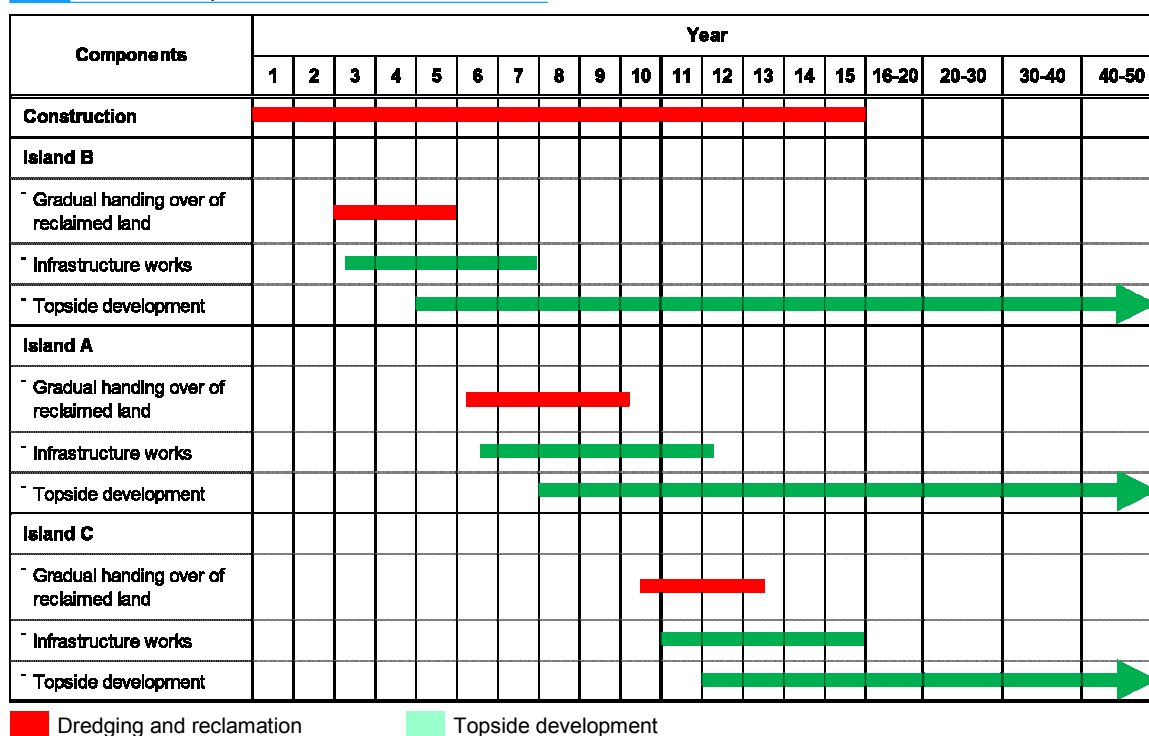 Components
Year
1 2 3 4 5 6 7 8 9 10 11 12 13 14 15 16-20 20-30 30-40 40-50
Construction
Island B
- Gradual handing over of
reclaimed land
- Infrastructure works
- Topside development
Island A
- Gradual handing over of
reclaimed land
- Infrastructure works
- Topside development
Island C
- Gradual handing over of
reclaimed land
- Infrastructure works
- Topside development
Dredging and reclamation
Topside development